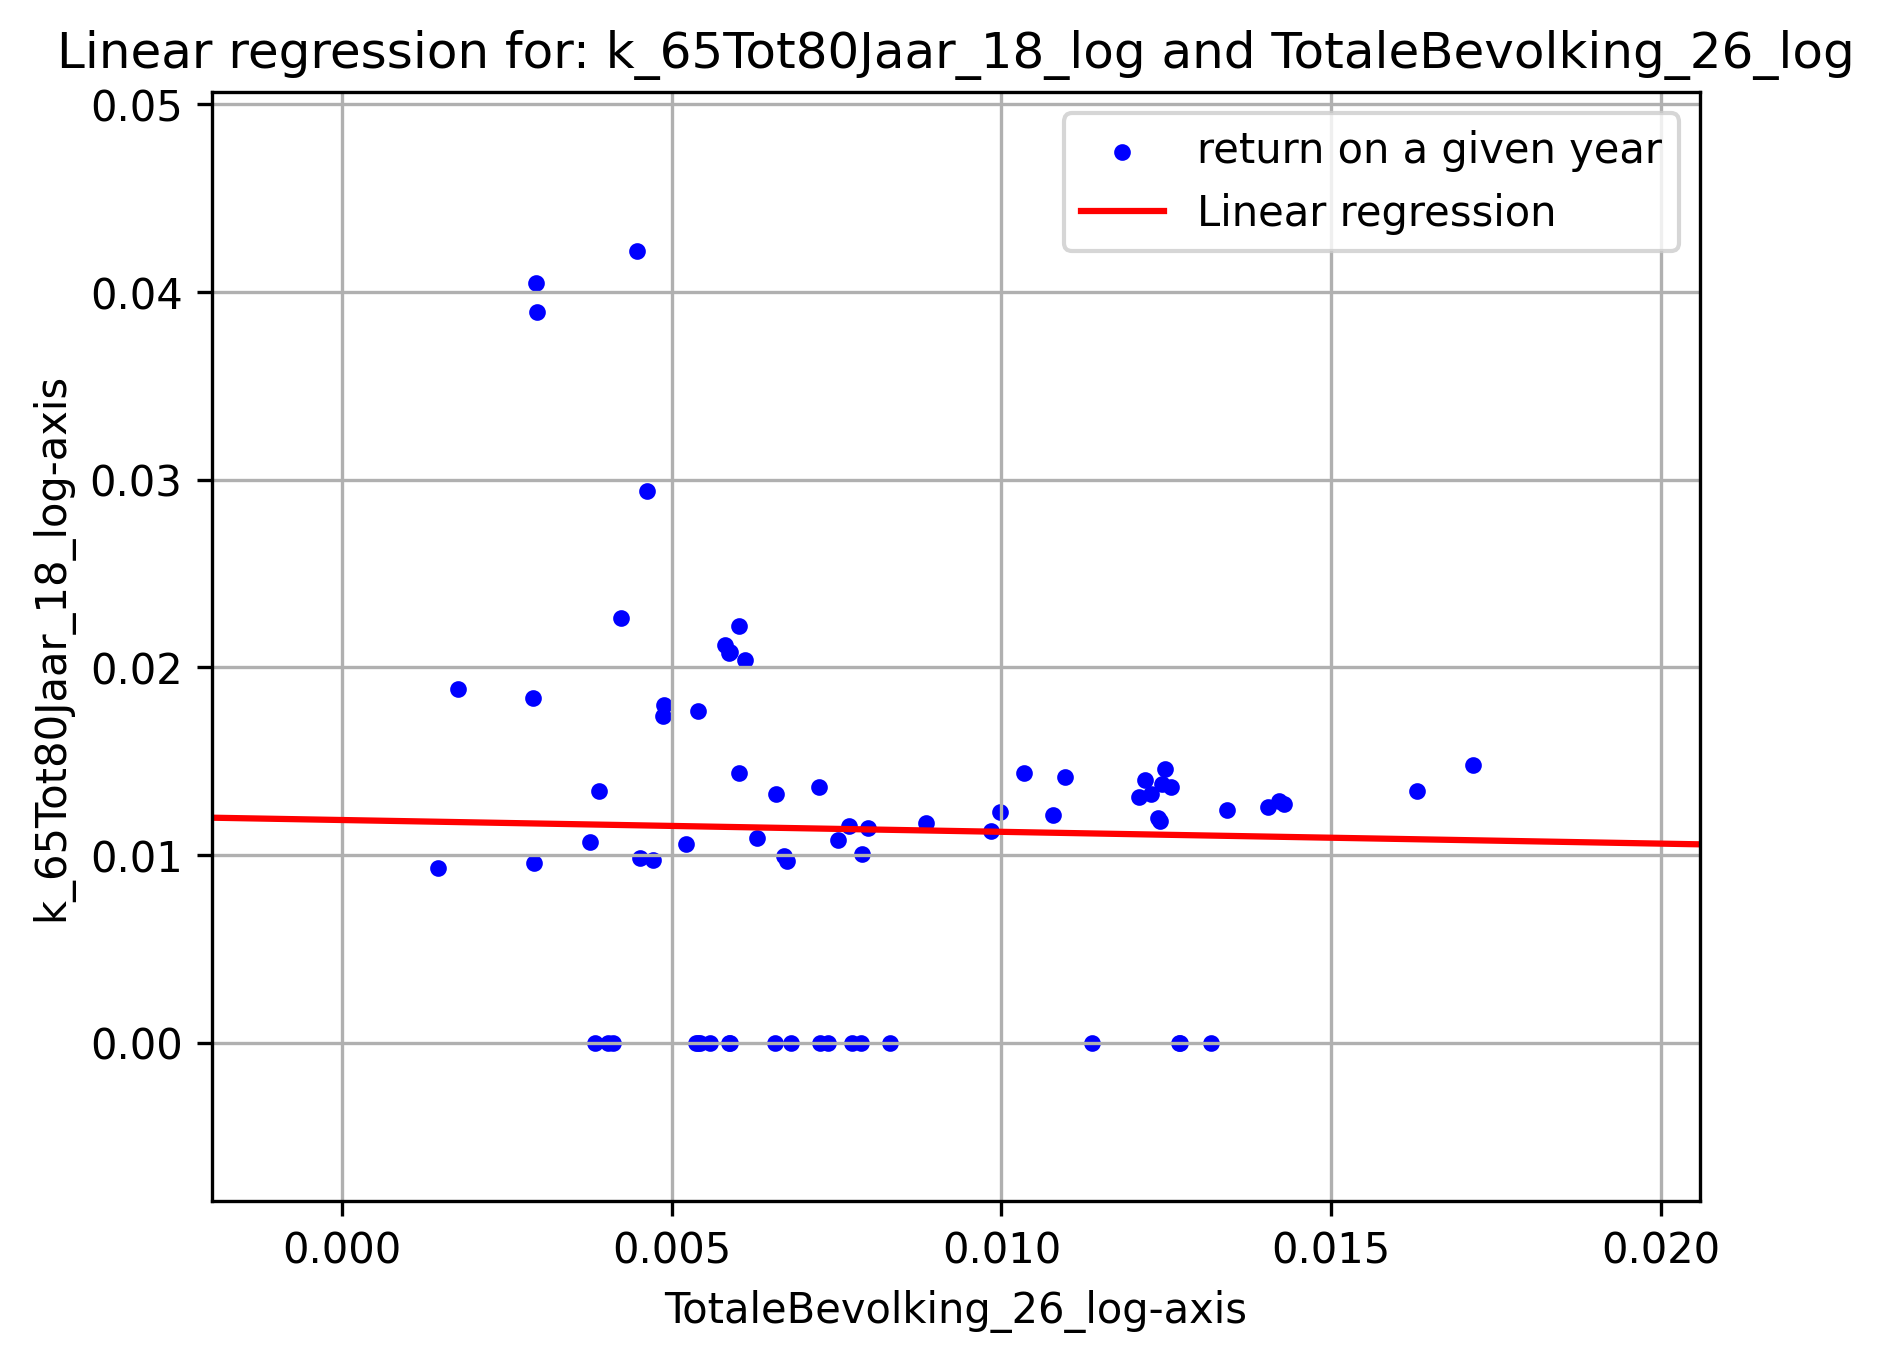 Linear regression for: k_65Tot80Jaar_18_log and TotaleBevolking_26_log
return on a given year
Linear regression
k_65Tot80Jaar_18_log-axis
0.05
0.04
0.03
0.02
0.01
0.00
0.000 0.005 0.010 0.015 0.020
TotaleBevolking_26_log-axis